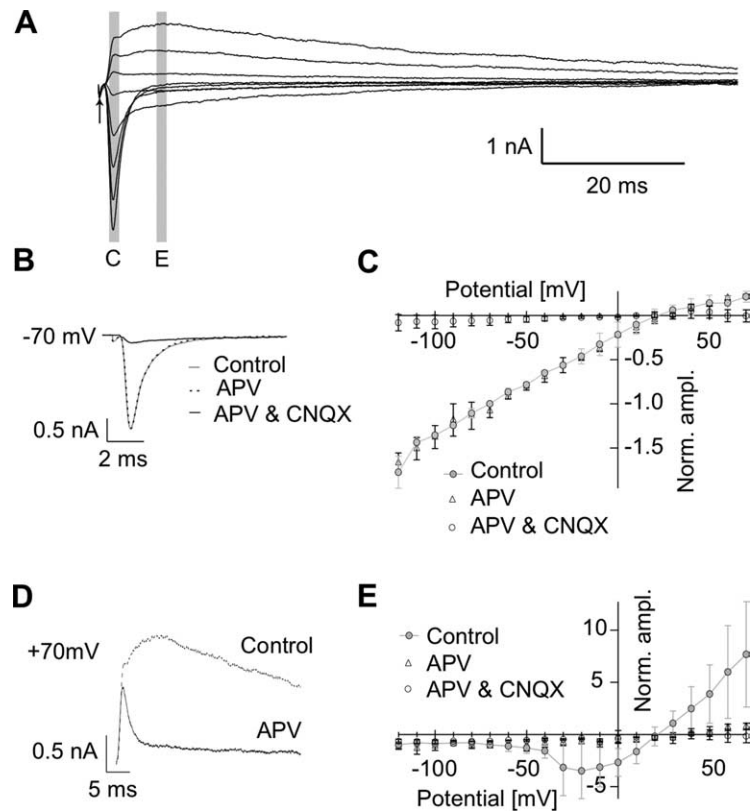 A
1 nA
20 ms
C E
B
-70 mV
Control
APV
APV & CNQX
0.5 nA
2 ms
C
Potential [mV]
-100 -50 50
-0.5
-1.0
-1.5
Norm. ampl.
Control
APV
APV & CNQX
D
+70mV
Control
APV
0.5 nA
5 ms
E
Control
APV
APV & CNQX
10
5
Norm. ampl.
-100 -50 50
-5
Potential [mV]